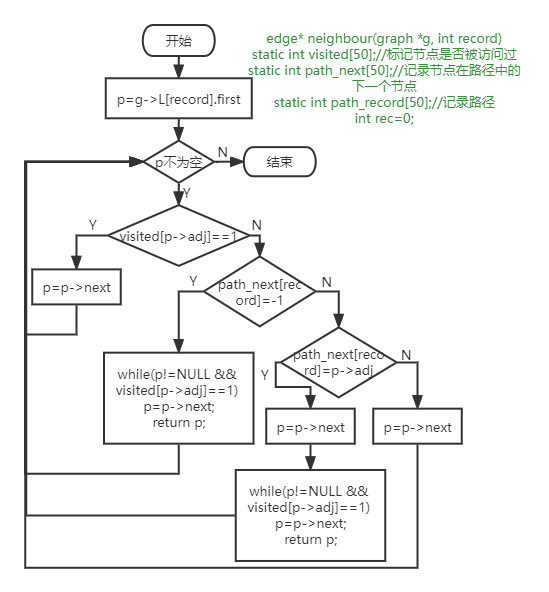 开始
edge* neighbour(graph *g, int record)
static int visited[50];//标记节点是否被访问过
static int path_next[50];//记录节点在路径中的
下一个节点
static int path_record[50];//记录路径
int rec=0;
p=g->L[record].first
p不为空
N
结束
Y
visited[p->adj]==1
Y
N
p=p->next
path_next[rec
ord]=-1
Y
N
path_next[reco
rd]=p->adj
Y
N
while(p!=NULL &&
visited[p->adj]==1)
p=p->next;
return p;
p=p->next
p=p->next
while(p!=NULL &&
visited[p->adj]==1)
p=p->next;
return p;